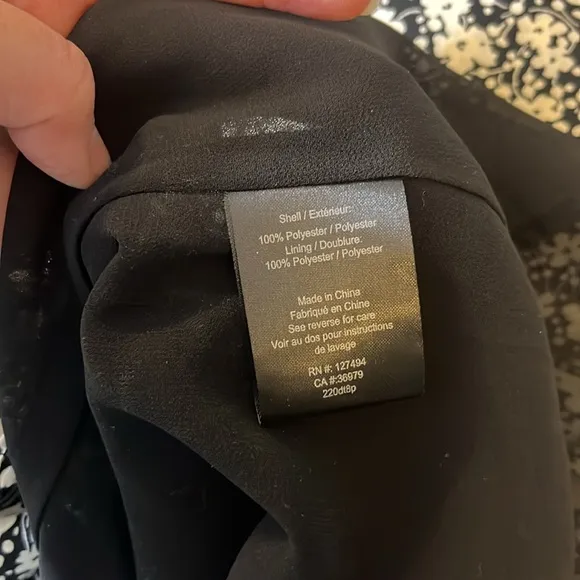 Shell / Extérieur:
100% Polyester / Polyester
Lining / Doublure:
100% Polyester / Polyester
Made in China
Fabriqué en Chine
See reverse for care
Voir au dos pour instructions
de lavage
RN #: 127494
CA #:36979
220dt8p